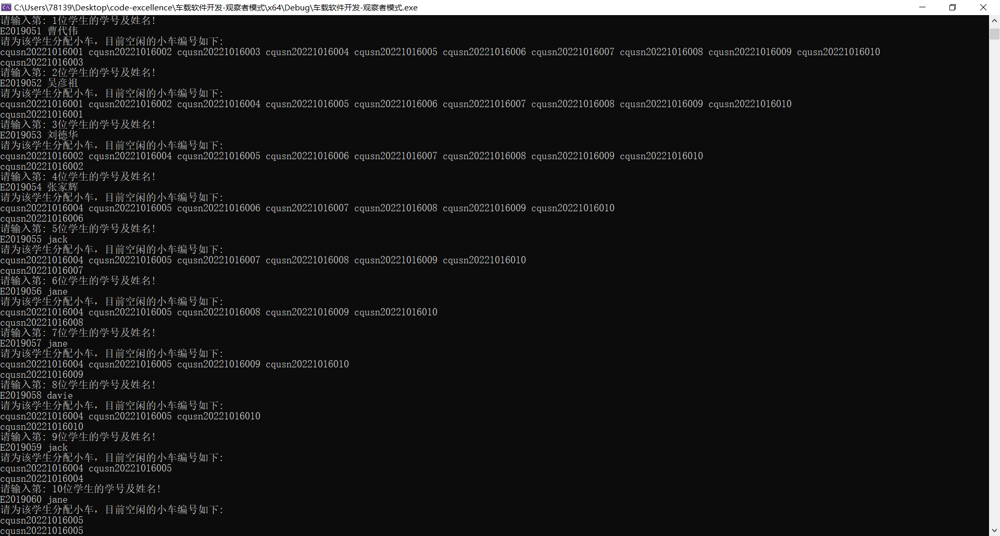 C:\Users\78139\Desktop\code-excellence\车载软件开发-观察者模式\x64\Debug\车载软件开发-观察者模式.exe
请输入第: 1位学生的学号及姓名!
E2019051 曹代伟
请为该学生分配小车，目前空闲的小车编号如下:
cqusn20221016001 cqusn20221016002 cqusn20221016003 cqusn20221016004 cqusn20221016005 cqusn20221016006 cqusn20221016007 cqusn20221016008 cqusn20221016009 cqusn20221016010
cqusn20221016003
请输入第: 2位学生的学号及姓名!
E2019052 吴彦祖
请为该学生分配小车，目前空闲的小车编号如下:
cqusn20221016001 cqusn20221016002 cqusn20221016004 cqusn20221016005 cqusn20221016006 cqusn20221016007 cqusn20221016008 cqusn20221016009 cqusn20221016010
cqusn20221016001
请输入第: 3位学生的学号及姓名!
E2019053 刘德华
请为该学生分配小车，目前空闲的小车编号如下:
cqusn20221016002 cqusn20221016004 cqusn20221016005 cqusn20221016006 cqusn20221016007 cqusn20221016008 cqusn20221016009 cqusn20221016010
cqusn20221016002
请输入第: 4位学生的学号及姓名!
E2019054 张家辉
请为该学生分配小车，目前空闲的小车编号如下:
cqusn20221016004 cqusn20221016005 cqusn20221016006 cqusn20221016007 cqusn20221016008 cqusn20221016009 cqusn20221016010
cqusn20221016006
请输入第: 5位学生的学号及姓名!
E2019055 jack
请为该学生分配小车，目前空闲的小车编号如下:
cqusn20221016004 cqusn20221016005 cqusn20221016007 cqusn20221016008 cqusn20221016009 cqusn20221016010
cqusn20221016007
请输入第: 6位学生的学号及姓名!
E2019056 jane
请为该学生分配小车，目前空闲的小车编号如下:
cqusn20221016004 cqusn20221016005 cqusn20221016008 cqusn20221016009 cqusn20221016010
cqusn20221016008
请输入第: 7位学生的学号及姓名!
E2019057 jane
请为该学生分配小车，目前空闲的小车编号如下:
cqusn20221016004 cqusn20221016005 cqusn20221016009 cqusn20221016010
cqusn20221016009
请输入第: 8位学生的学号及姓名!
E2019058 davie
请为该学生分配小车，目前空闲的小车编号如下:
cqusn20221016004 cqusn20221016005 cqusn20221016010
cqusn20221016010
请输入第: 9位学生的学号及姓名!
E2019059 jack
请为该学生分配小车，目前空闲的小车编号如下:
cqusn20221016004 cqusn20221016005
cqusn20221016004
请输入第: 10位学生的学号及姓名!
E2019060 jane
请为该学生分配小车，目前空闲的小车编号如下:
cqusn20221016005
cqusn20221016005